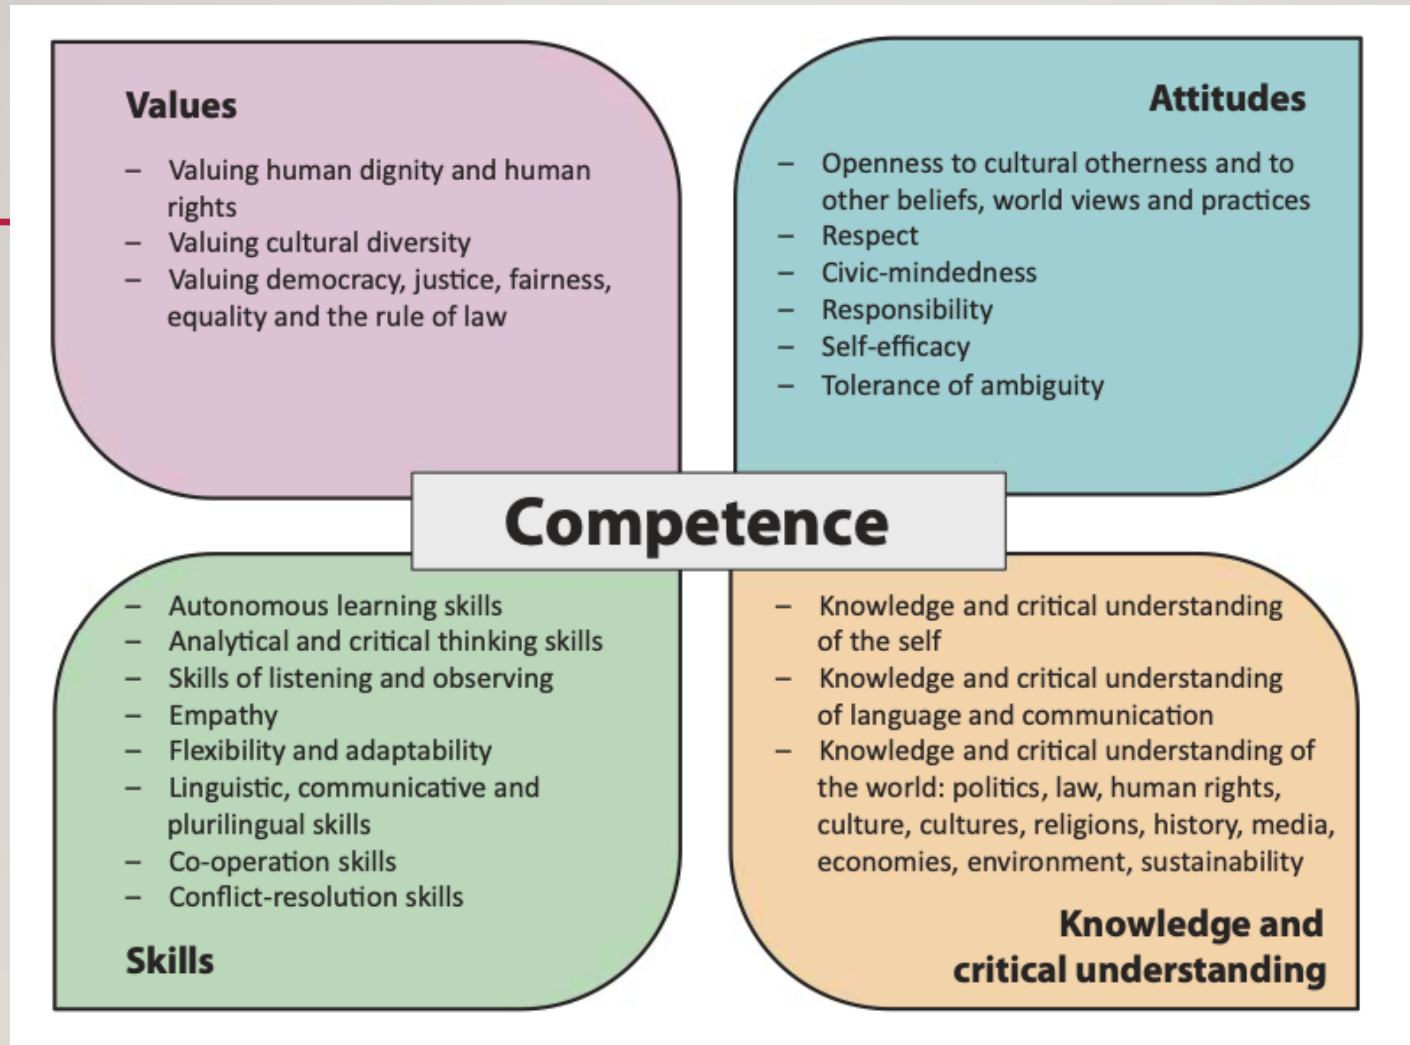 Values
– Valuing human dignity and human
rights
– Valuing cultural diversity
– Valuing democracy, justice, fairness,
equality and the rule of law
Attitudes
– Openness to cultural otherness and to
other beliefs, world views and practices
– Respect
– Civic-mindedness
– Responsibility
– Self-efficacy
– Tolerance of ambiguity
Competence
– Autonomous learning skills
– Analytical and critical thinking skills
– Skills of listening and observing
– Empathy
– Flexibility and adaptability
– Linguistic, communicative and
plurilingual skills
– Co-operation skills
– Conflict-resolution skills
Skills
– Knowledge and critical understanding
of the self
– Knowledge and critical understanding
of language and communication
– Knowledge and critical understanding of
the world: politics, law, human rights,
culture, cultures, religions, history, media,
economies, environment, sustainability
Knowledge and
critical understanding